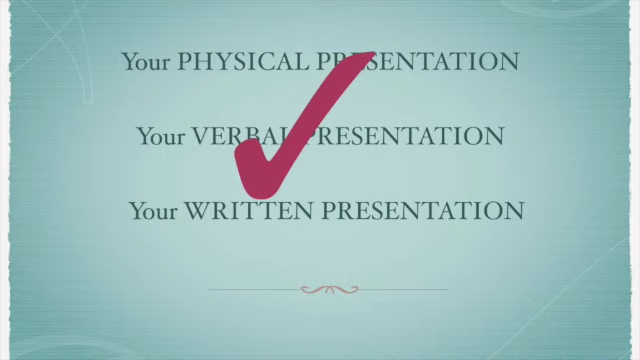 Your PHYSICAL PRESENTATION
Your VERBAL PRESENTATION
Your WRITTEN PRESENTATION